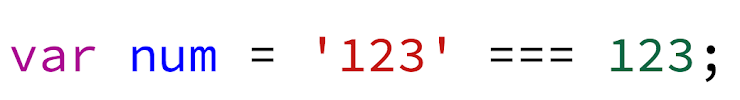 var num = '123' === 123;